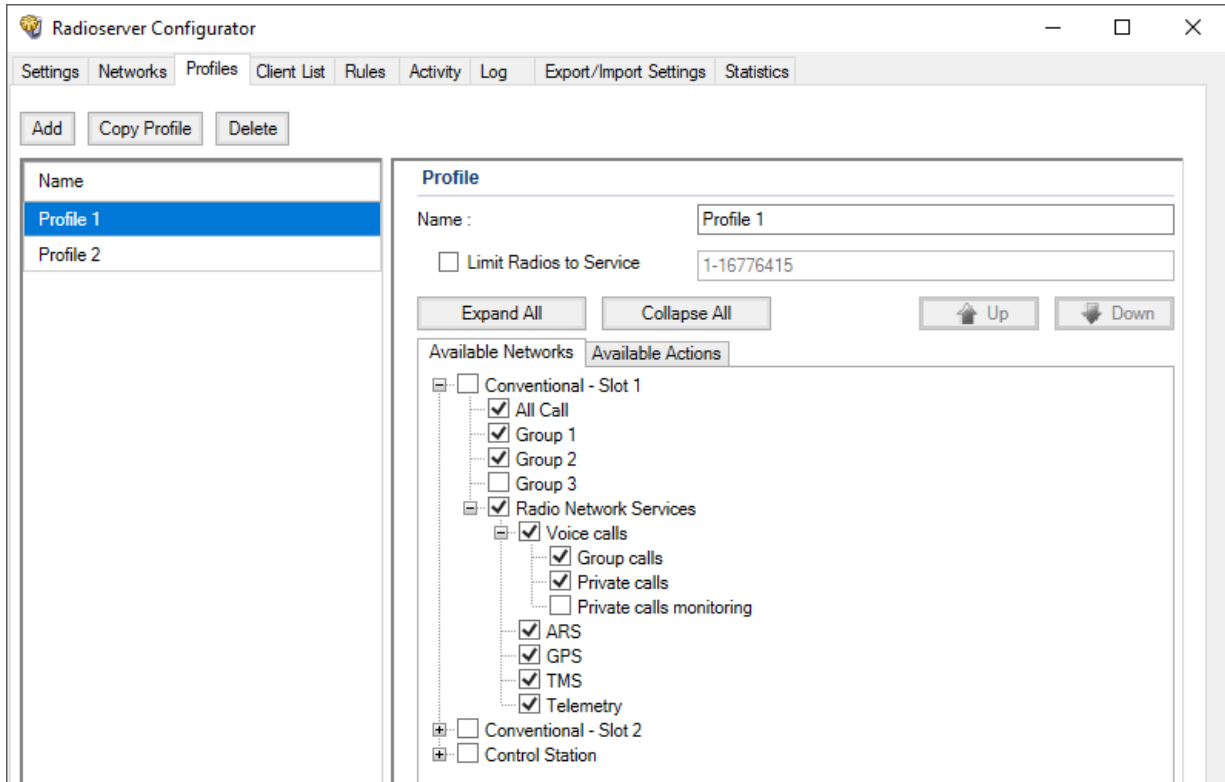 Radioserver Configurator
Settings Networks Profiles Client List Rules Activity Log Export/Import Settings Statistics
Add Copy Profile Delete
Name
Profile 1
Profile 2
Profile
Name : Profile 1
Limit Radios to Service 1-16776415
Expand All Collapse All Up Down
Available Networks Available Actions
Conventional - Slot 1
All Call
Group 1
Group 2
Group 3
Radio Network Services
Voice calls
Group calls
Private calls
Private calls monitoring
ARS
GPS
TMS
Telemetry
Conventional - Slot 2
Control Station